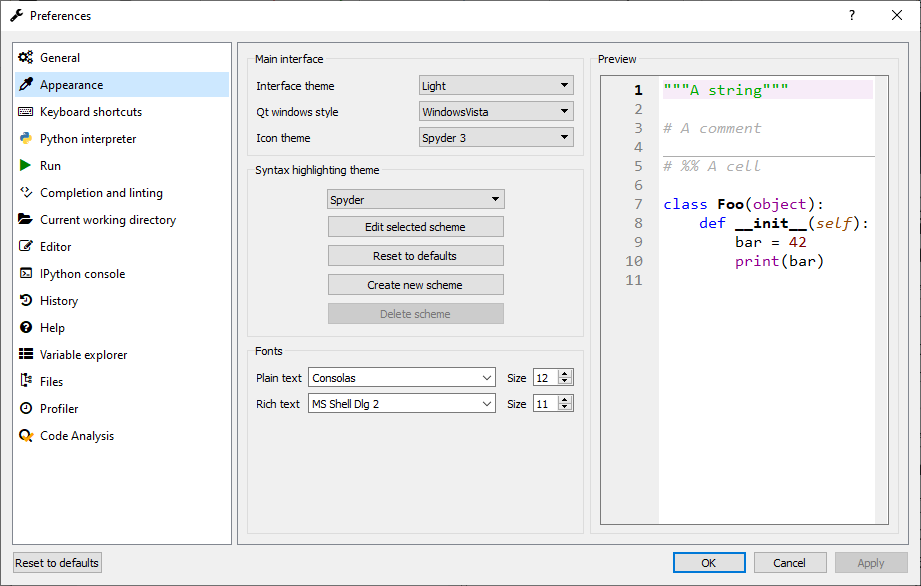 Preferences
?
General
Appearance
Keyboard shortcuts
Python interpreter
Run
Completion and linting
Current working directory
Editor
IPython console
History
Help
Variable explorer
Files
Profiler
Code Analysis
Main interface
Interface theme Light
Qt windows style WindowsVista
Icon theme Spyder 3
Syntax highlighting theme
Spyder
Edit selected scheme
Reset to defaults
Create new scheme
Delete scheme
Fonts
Plain text Consolas Size 12
Rich text MS Shell Dlg 2 Size 11
Preview
1 """A string"""
2
3 # A comment
4
5 # %% A cell
6
7 class Foo(object):
8     def __init__(self):
9         bar = 42
10         print(bar)
11
Reset to defaults
OK Cancel Apply